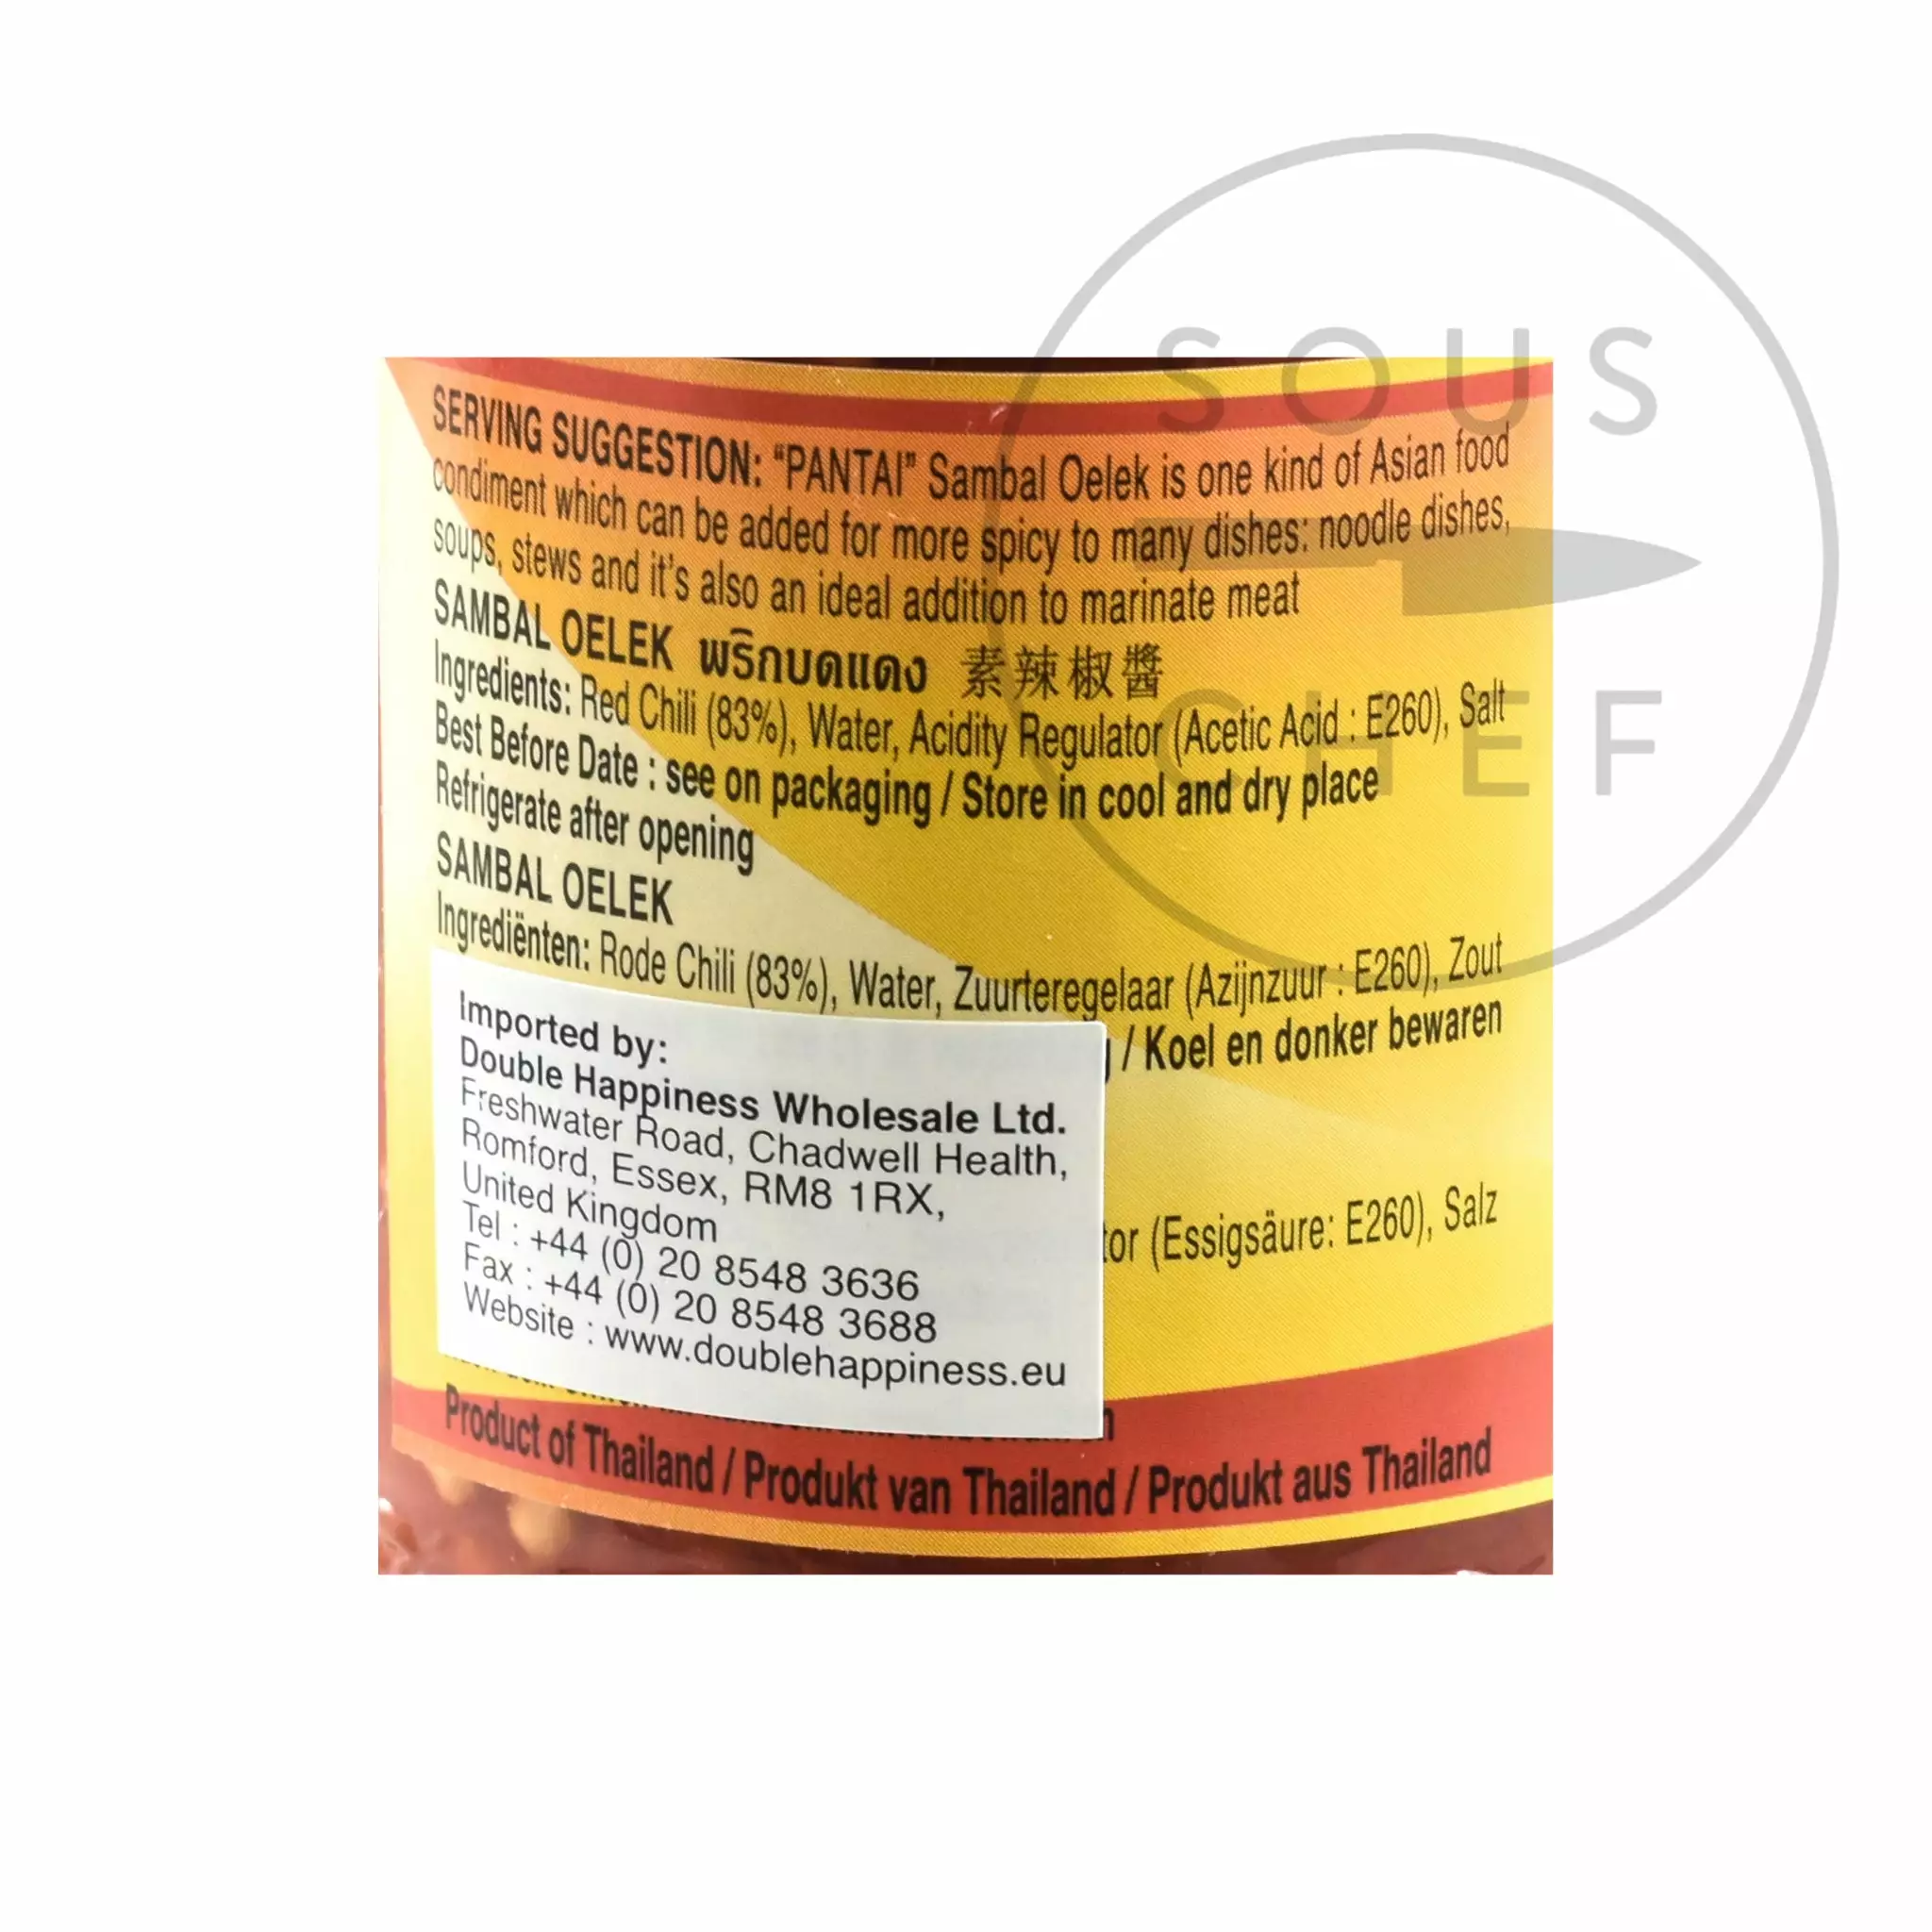 SOUS
CHEF
SERVING SUGGESTION: “PANTAI” Sambal Oelek is one kind of Asian food
condiment which can be added for more spicy to many dishes: noodle dishes,
soups, stews and it’s also an ideal addition to marinate meat
SAMBAL OELEK พริกบดแดง 素辣椒醬
Ingredients: Red Chili (83%), Water, Acidity Regulator (Acetic Acid : E260), Salt
Best Before Date : see on packaging / Store in cool and dry place
Refrigerate after opening
SAMBAL OELEK
Ingrediënten: Rode Chili (83%), Water, Zuurteregelaar (Azijnzuur : E260), Zout
/ Koel en donker bewaren
(Essigsäure: E260), Salz
Imported by:
Double Happiness Wholesale Ltd.
Freshwater Road, Chadwell Health,
Romford, Essex, RM8 1RX,
United Kingdom
Tel : +44 (0) 20 8548 3636
Fax : +44 (0) 20 8548 3688
Website : www.doublehappiness.eu
Product of Thailand / Produkt van Thailand / Produkt aus Thailand